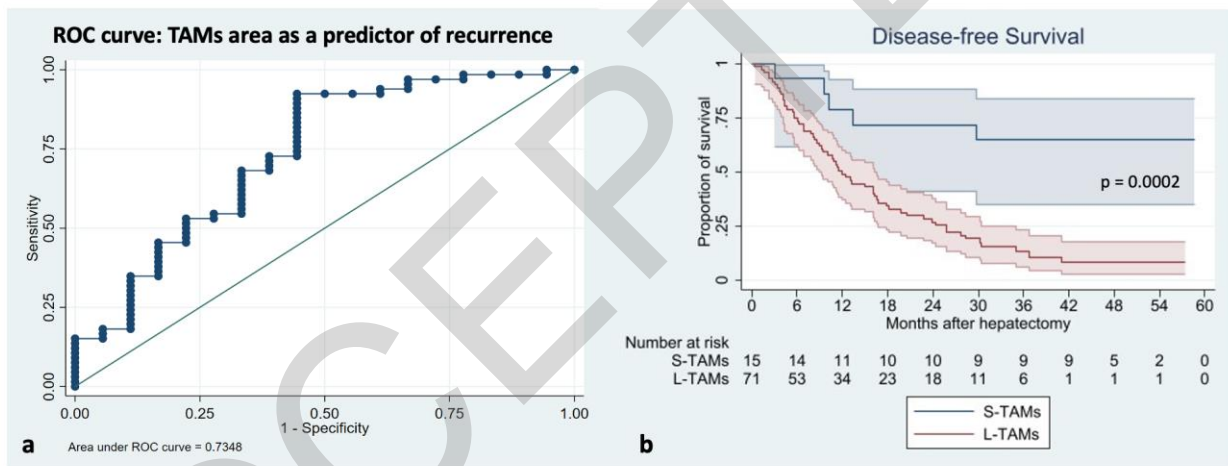 ROC curve: TAMs area as a predictor of recurrence
Sensitivity
1.00
0.75
0.50
0.25
0.00
0.00 0.25 0.50 0.75 1.00
1 - Specificity
a
Area under ROC curve = 0.7348
Disease-free Survival
Proportion of survival
1
.75
.5
.25
0
p = 0.0002
0 6 12 18 24 30 36 42 48 54 60
Months after hepatectomy
Number at risk
S-TAMs 15 14 11 10 10 9 9 9 5 2 0
L-TAMs 71 53 34 23 18 11 6 1 1 1 0
S-TAMs
L-TAMs
b